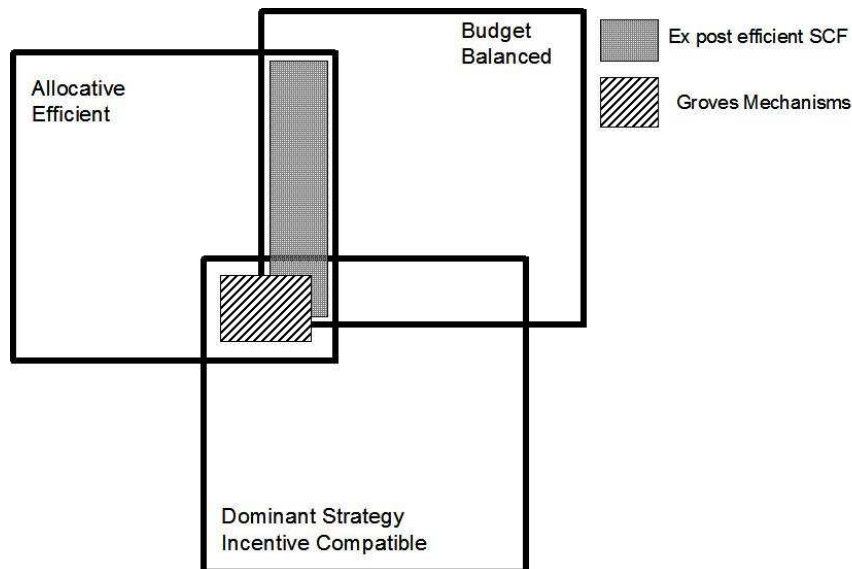 Budget
Balanced
Ex post efficient SCF
Allocative
Efficient
Groves Mechanisms
Dominant Strategy
Incentive Compatible